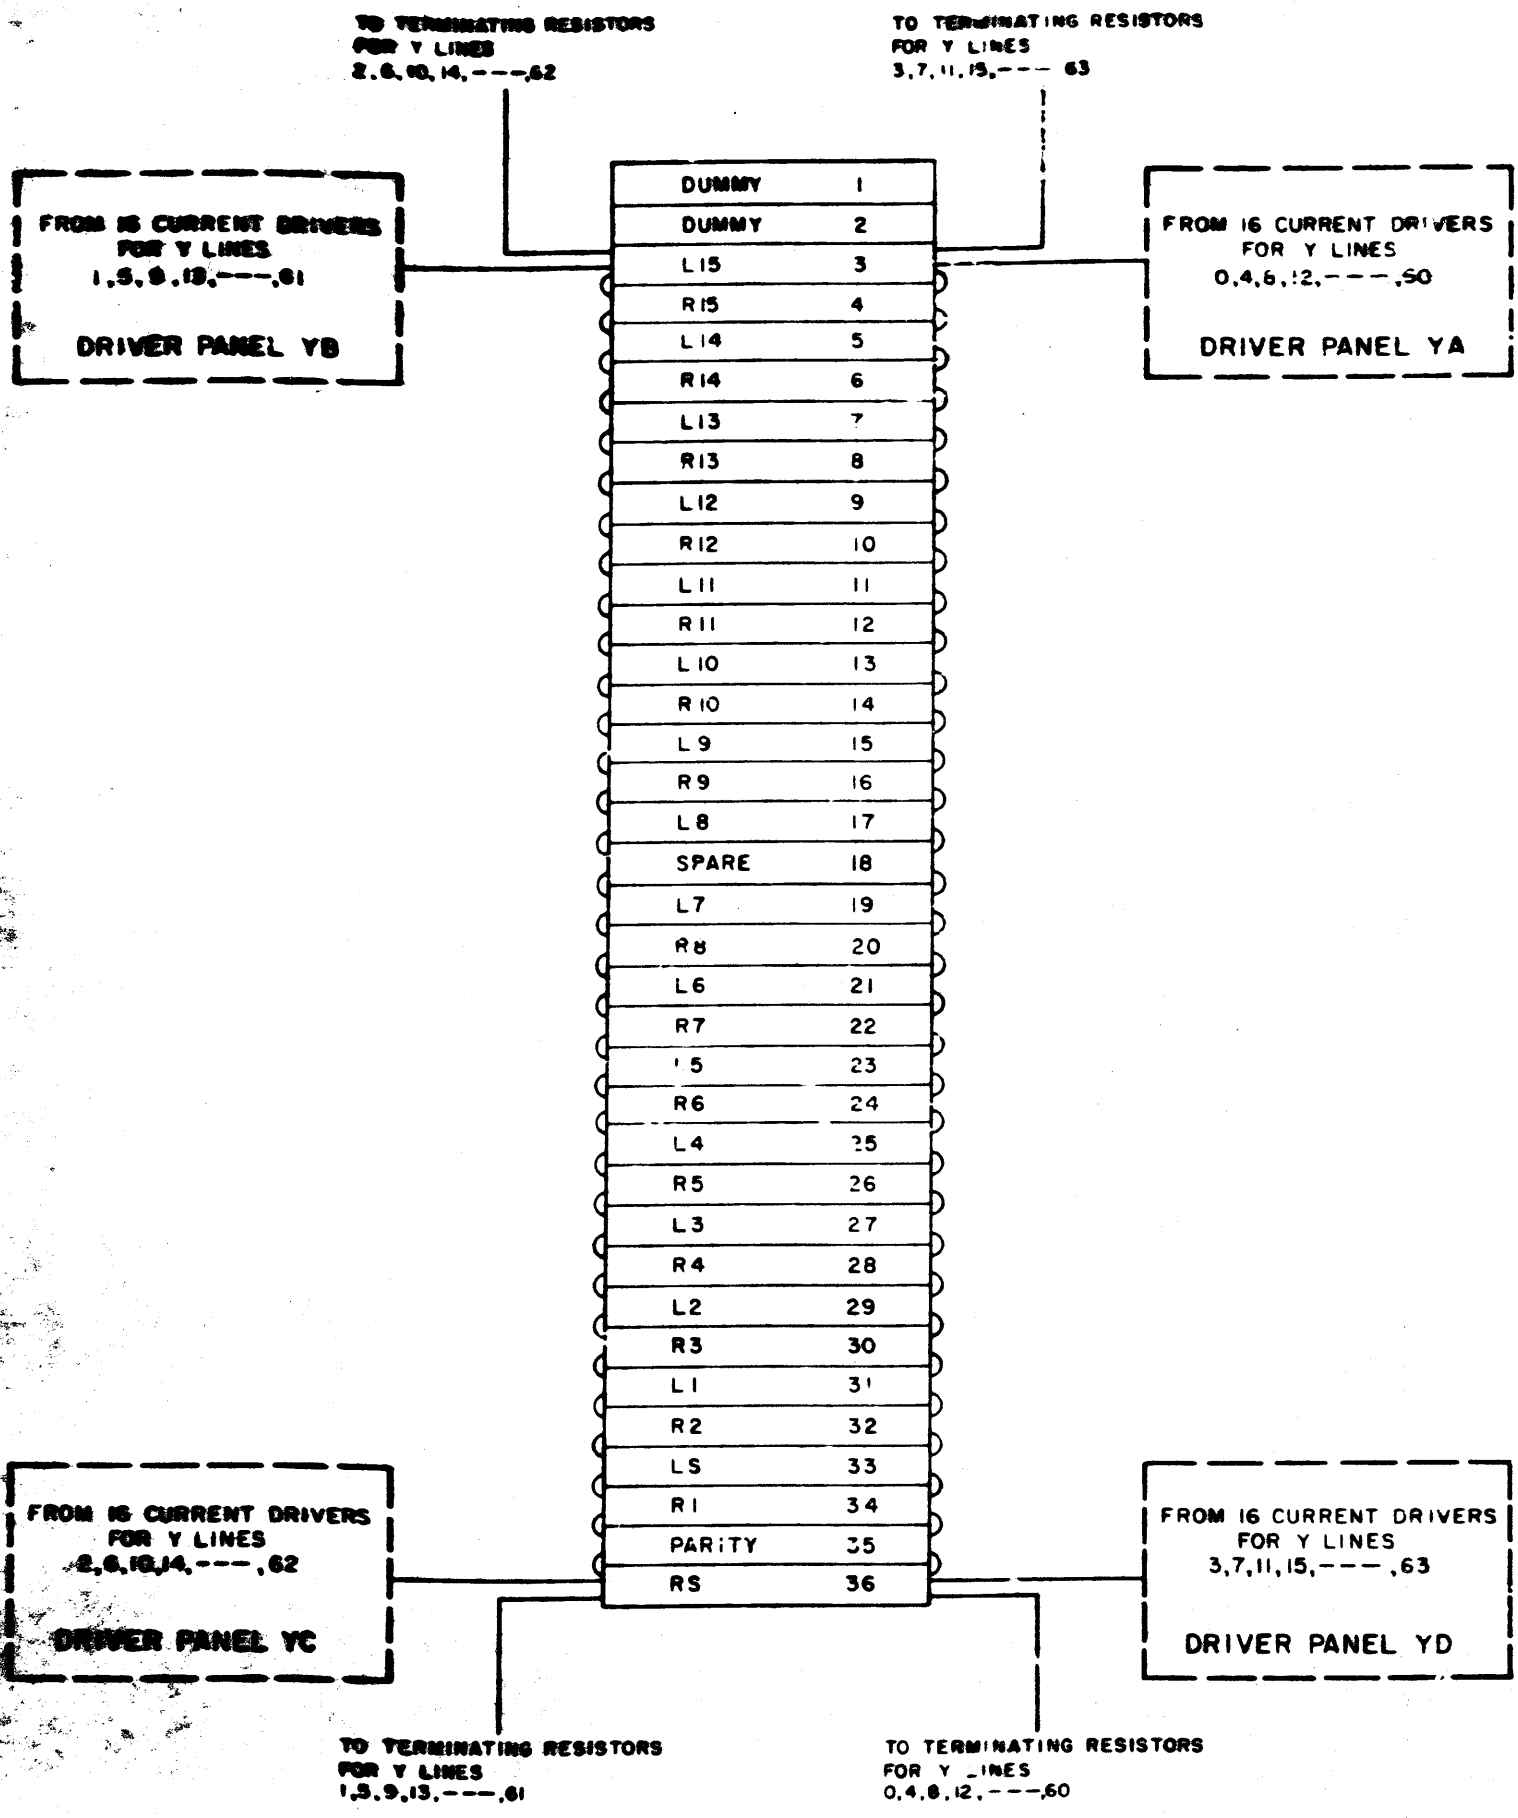 TO TERMINATING RESISTORS
FOR Y LINES
2,6,10,14,---,62
TO TERMINATING RESISTORS
FOR Y LINES
3,7,11,15,--- 63
FROM 16 CURRENT DRIVERS
FOR Y LINES
1,5,9,13,---,61
DRIVER PANEL YB
FROM 16 CURRENT DRIVERS
FOR Y LINES
0,4,8,12,---,60
DRIVER PANEL YA
DUMMY 1
DUMMY 2
L15 3
R15 4
L14 5
R14 6
L13 7
R13 8
L12 9
R12 10
L11 11
R11 12
L10 13
R10 14
L9 15
R9 16
L8 17
SPARE 18
L7 19
R8 20
L6 21
R7 22
L5 23
R6 24
L4 25
R5 26
L3 27
R4 28
L2 29
R3 30
L1 31
R2 32
LS 33
R1 34
PARITY 35
RS 36
FROM 16 CURRENT DRIVERS
FOR Y LINES
2,6,10,14,---,62
DRIVER PANEL YC
FROM 16 CURRENT DRIVERS
FOR Y LINES
3,7,11,15,---,63
DRIVER PANEL YD
TO TERMINATING RESISTORS
FOR Y LINES
1,5,9,13,---,61
TO TERMINATING RESISTORS
FOR Y LINES
0,4,8,12,---,60